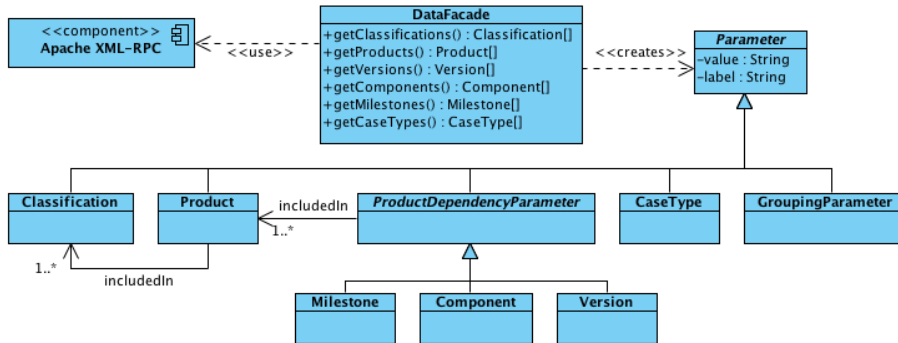 <<component>>
Apache XML-RPC
<<use>>
DataFacade
+getClassifications() : Classification[]
+getProducts() : Product[]
+getVersions() : Version[]
+getComponents() : Component[]
+getMilestones() : Milestone[]
+getCaseTypes() : CaseType[]
<<creates>>
Parameter
-value : String
-label : String
Classification
Product
includedIn
1..*
ProductDependencyParameter
CaseType
GroupingParameter
1..*
includedIn
Milestone
Component
Version